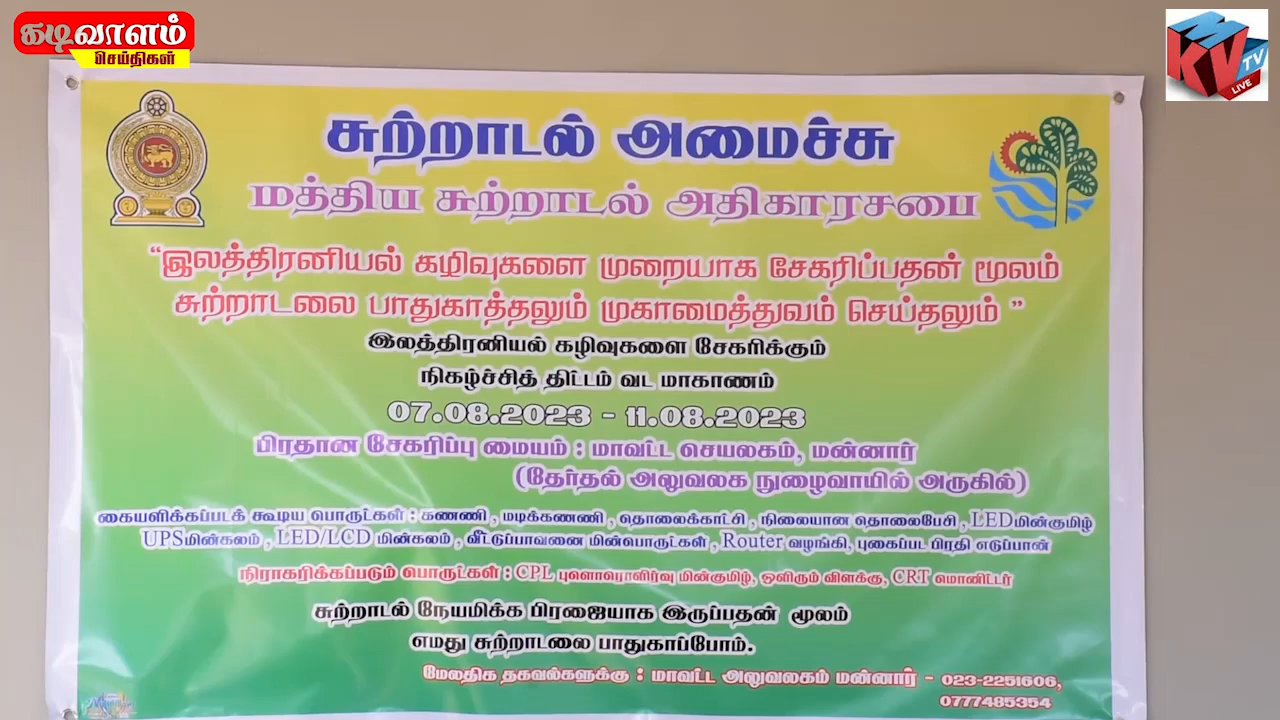 கடிவாளம்
செய்திகள்
MKV
TV
LIVE
சுற்றாடல் அமைச்சு
மத்திய சுற்றாடல் அதிகாரசபை
“இலத்திரனியல் கழிவுகளை முறையாக சேகரிப்பதன் மூலம்
சுற்றாடலை பாதுகாத்தலும் முகாமைத்துவம் செய்தலும் ”
இலத்திரனியல் கழிவுகளை சேகரிக்கும்
நிகழ்ச்சித் திட்டம் வட மாகாணம்
07.08.2023 - 11.08.2023
பிரதான சேகரிப்பு மையம் : மாவட்ட செயலகம், மன்னார்
(தேர்தல் அலுவலக நுழைவாயில் அருகில்)
கையளிக்கப்படக் கூடிய பொருட்கள் : கணணி , மடிக்கணணி , தொலைக்காட்சி , நிலையான தொலைபேசி , LEDமின்குமிழ்
UPSமின்கலம் , LED/LCD மின்கலம் , வீட்டுப்பாவனை மின்பொருட்கள் , Router வழங்கி, புகைப்பட பிரதி எடுப்பான்
நிராகரிக்கப்படும் பொருட்கள் : CPL புளொரொளிர்வு மின்குமிழ், ஒளிரும் விளக்கு, CRT மொனிட்டர்
சுற்றாடல் நேயமிக்க பிரஜையாக இருப்பதன் மூலம்
எமது சுற்றாடலை பாதுகாப்போம்.
மேலதிக தகவல்களுக்கு : மாவட்ட அலுவலகம் மன்னார் - 023-2251606,
0777485354